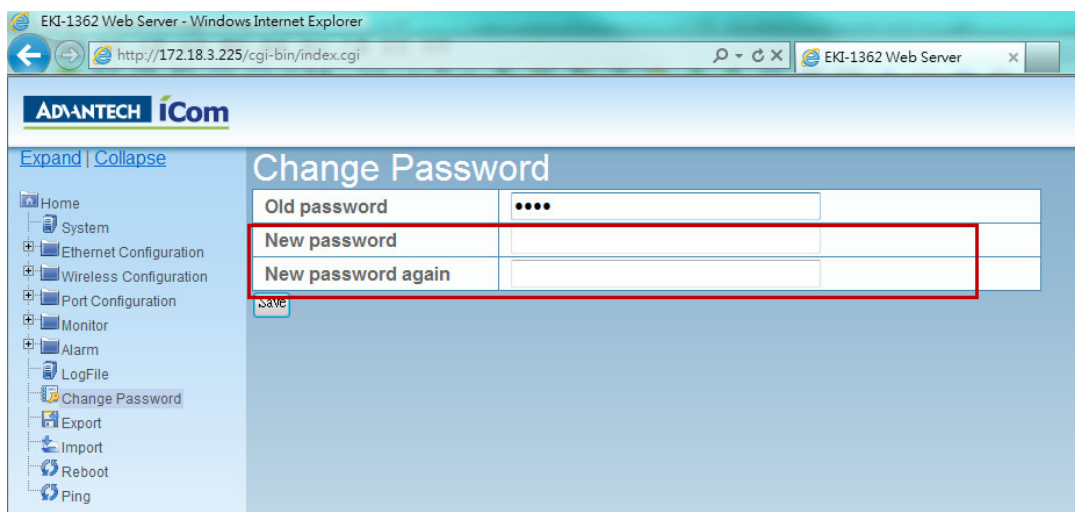 EKI-1362 Web Server - Windows Internet Explorer
http://172.18.3.225/cgi-bin/index.cgi
EKI-1362 Web Server
ADVANTECH iCom
Expand | Collapse
Change Password
Home
System
Ethernet Configuration
Wireless Configuration
Port Configuration
Monitor
Alarm
LogFile
Change Password
Export
Import
Reboot
Ping
Old password ••••
New password
New password again
Save